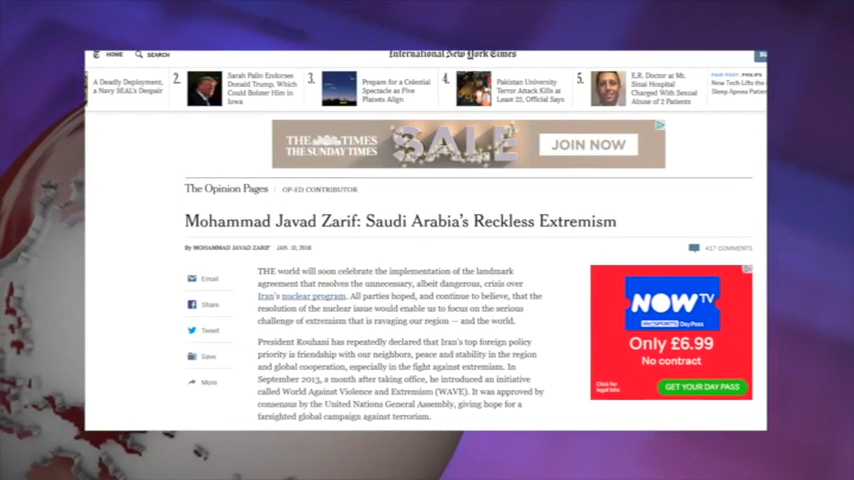 HOME
SEARCH
International New York Times
A Deadly Deployment,
a Navy SEAL's Despair
2.
Sarah Palin Endorses
Donald Trump, Which
Could Bolster Him in
Iowa
3.
Prepare for a Celestial
Spectacle as Five
Planets Align
4.
Pakistan University
Terror Attack Kills at
Least 22, Official Says
5.
E.R. Doctor at Mt.
Sinai Hospital
Charged With Sexual
Abuse of 2 Patients
PAID POST: PHILIPS
New Tech Lifts the
Sleep Apnea Patien
THE TIMES
THE SUNDAY TIMES
SALE
JOIN NOW
The Opinion Pages
OP-ED CONTRIBUTOR
Mohammad Javad Zarif: Saudi Arabia's Reckless Extremism
By MOHAMMAD JAVAD ZARIF JAN. 10, 2016
417 COMMENTS
Email
Share
Tweet
Save
More
THE world will soon celebrate the implementation of the landmark
agreement that resolves the unnecessary, albeit dangerous, crisis over
Iran's nuclear program. All parties hoped, and continue to believe, that the
resolution of the nuclear issue would enable us to focus on the serious
challenge of extremism that is ravaging our region — and the world.
President Rouhani has repeatedly declared that Iran's top foreign policy
priority is friendship with our neighbors, peace and stability in the region
and global cooperation, especially in the fight against extremism. In
September 2013, a month after taking office, he introduced an initiative
called World Against Violence and Extremism (WAVE). It was approved by
consensus by the United Nations General Assembly, giving hope for a
farsighted global campaign against terrorism.
NOW TV
sky SPORTS Day Pass
Only £6.99
No contract
Click for
legal bits
GET YOUR DAY PASS